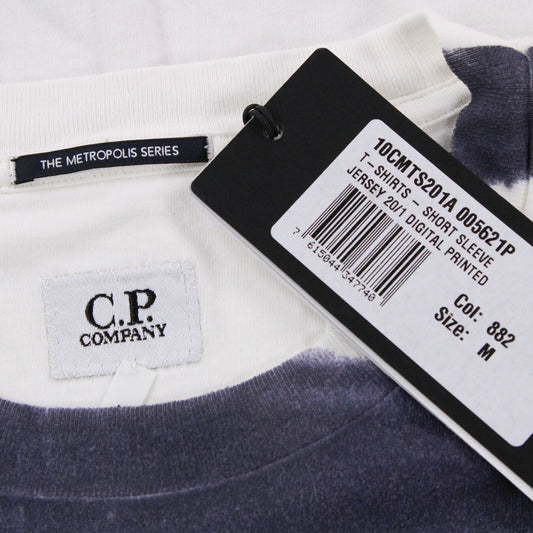 THE METROPOLIS SERIES
C.P.
COMPANY
10CMTS201A 005621P
T-SHIRTS - SHORT SLEEVE
JERSEY 20/1 DIGITAL PRINTED
7 615044 347740
Col: 882
Size: M